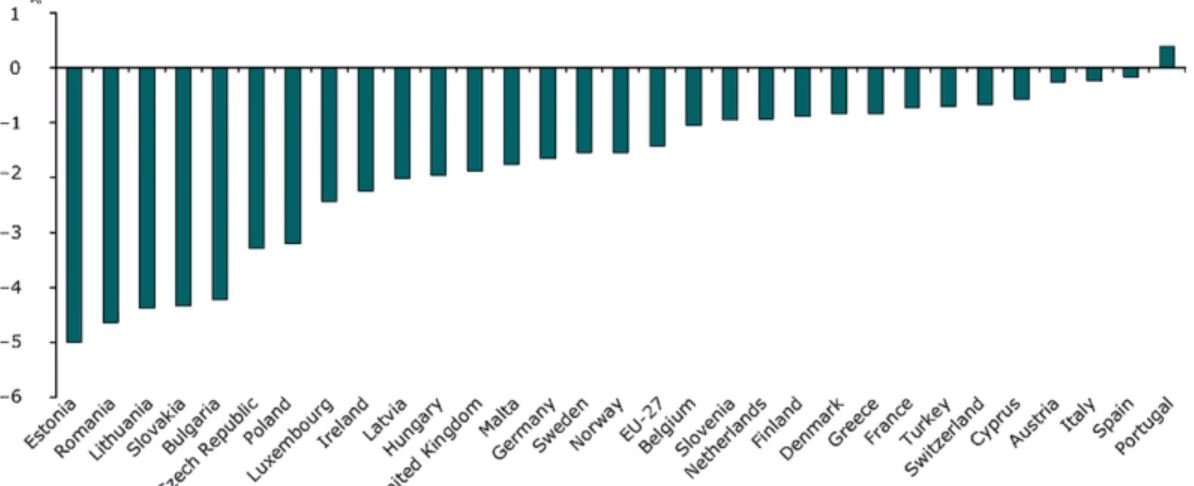 1
0
−1
−2
−3
−4
−5
−6
Estonia
Romania
Lithuania
Slovakia
Bulgaria
Republic
Poland
Luxembourg
Ireland
Latvia
Hungary
Kingdom
Malta
Germany
Sweden
Norway
EU-27
Belgium
Slovenia
Netherlands
Finland
Denmark
Greece
France
Turkey
Switzerland
Cyprus
Austria
Italy
Spain
Portugal